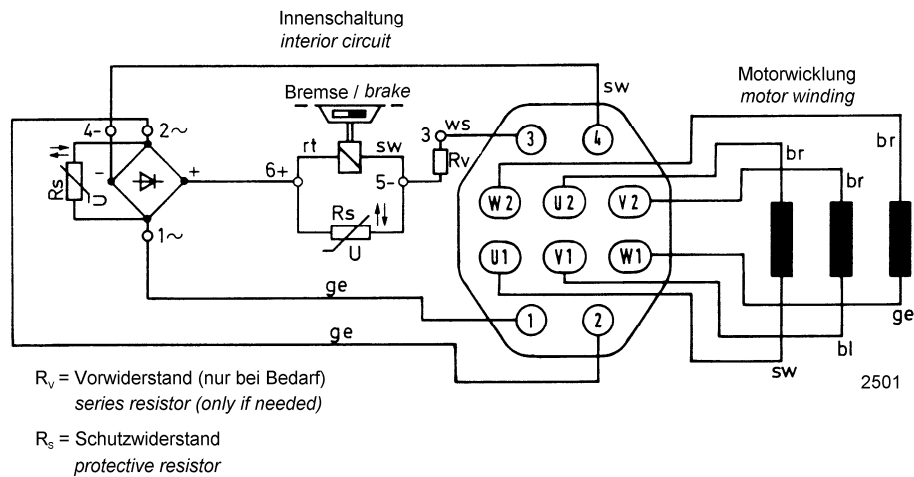 Innenschaltung
interior circuit
Bremse / brake
Motorwicklung
motor winding
sw
4-
2~
rt
sw
3
ws
3
4
br
br
br
Rs
U
-
+
6+
5-
Rv
W2
U2
V2
Rs
U
1~
U1
V1
W1
ge
1
2
ge
ge
bl
sw
2501
Rv = Vorwiderstand (nur bei Bedarf)
series resistor (only if needed)
Rs = Schutzwiderstand
protective resistor